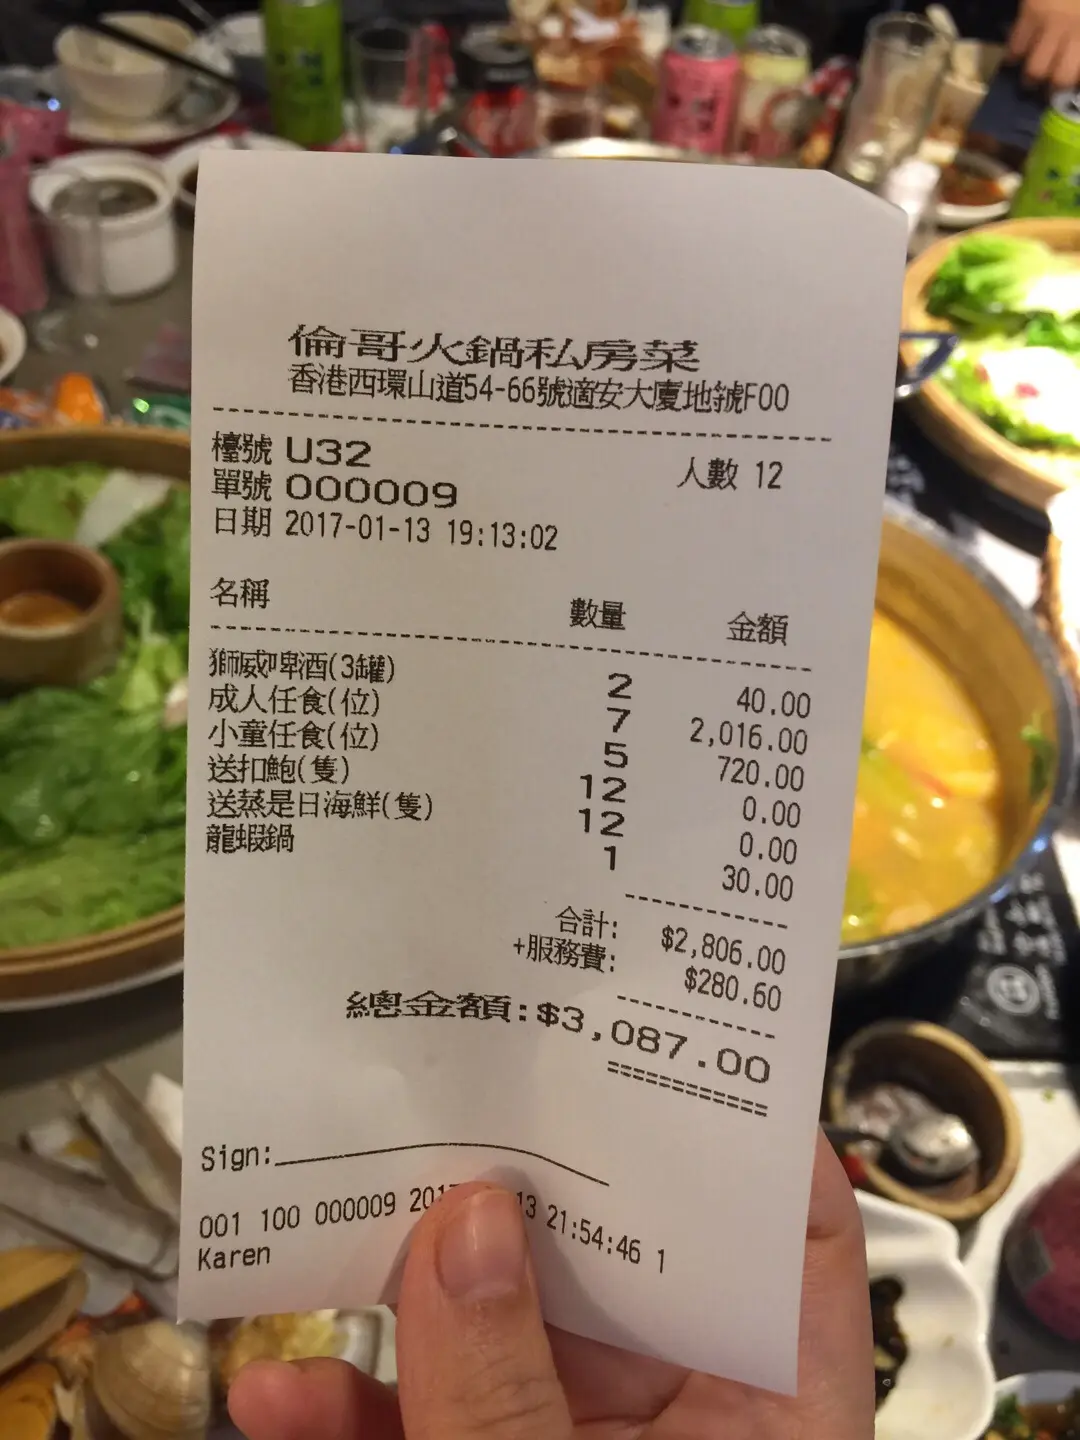 倫哥火鍋私房菜
香港西環山道54-66號適安大廈地號F00
檯號 U32 人數 12
單號 000009
日期 2017-01-13 19:13:02
名稱 數量 金額
獅威啤酒(3罐) 2 40.00
成人任食(位) 7 2,016.00
小童任食(位) 5 720.00
送扣鮑(隻) 12 0.00
送蒸是日海鮮(隻) 12 0.00
龍蝦鍋 1 30.00
合計: $2,806.00
+服務費: $280.60
總金額:$3,087.00
Sign:
001 100 000009 201 13 21:54:46 1
Karen